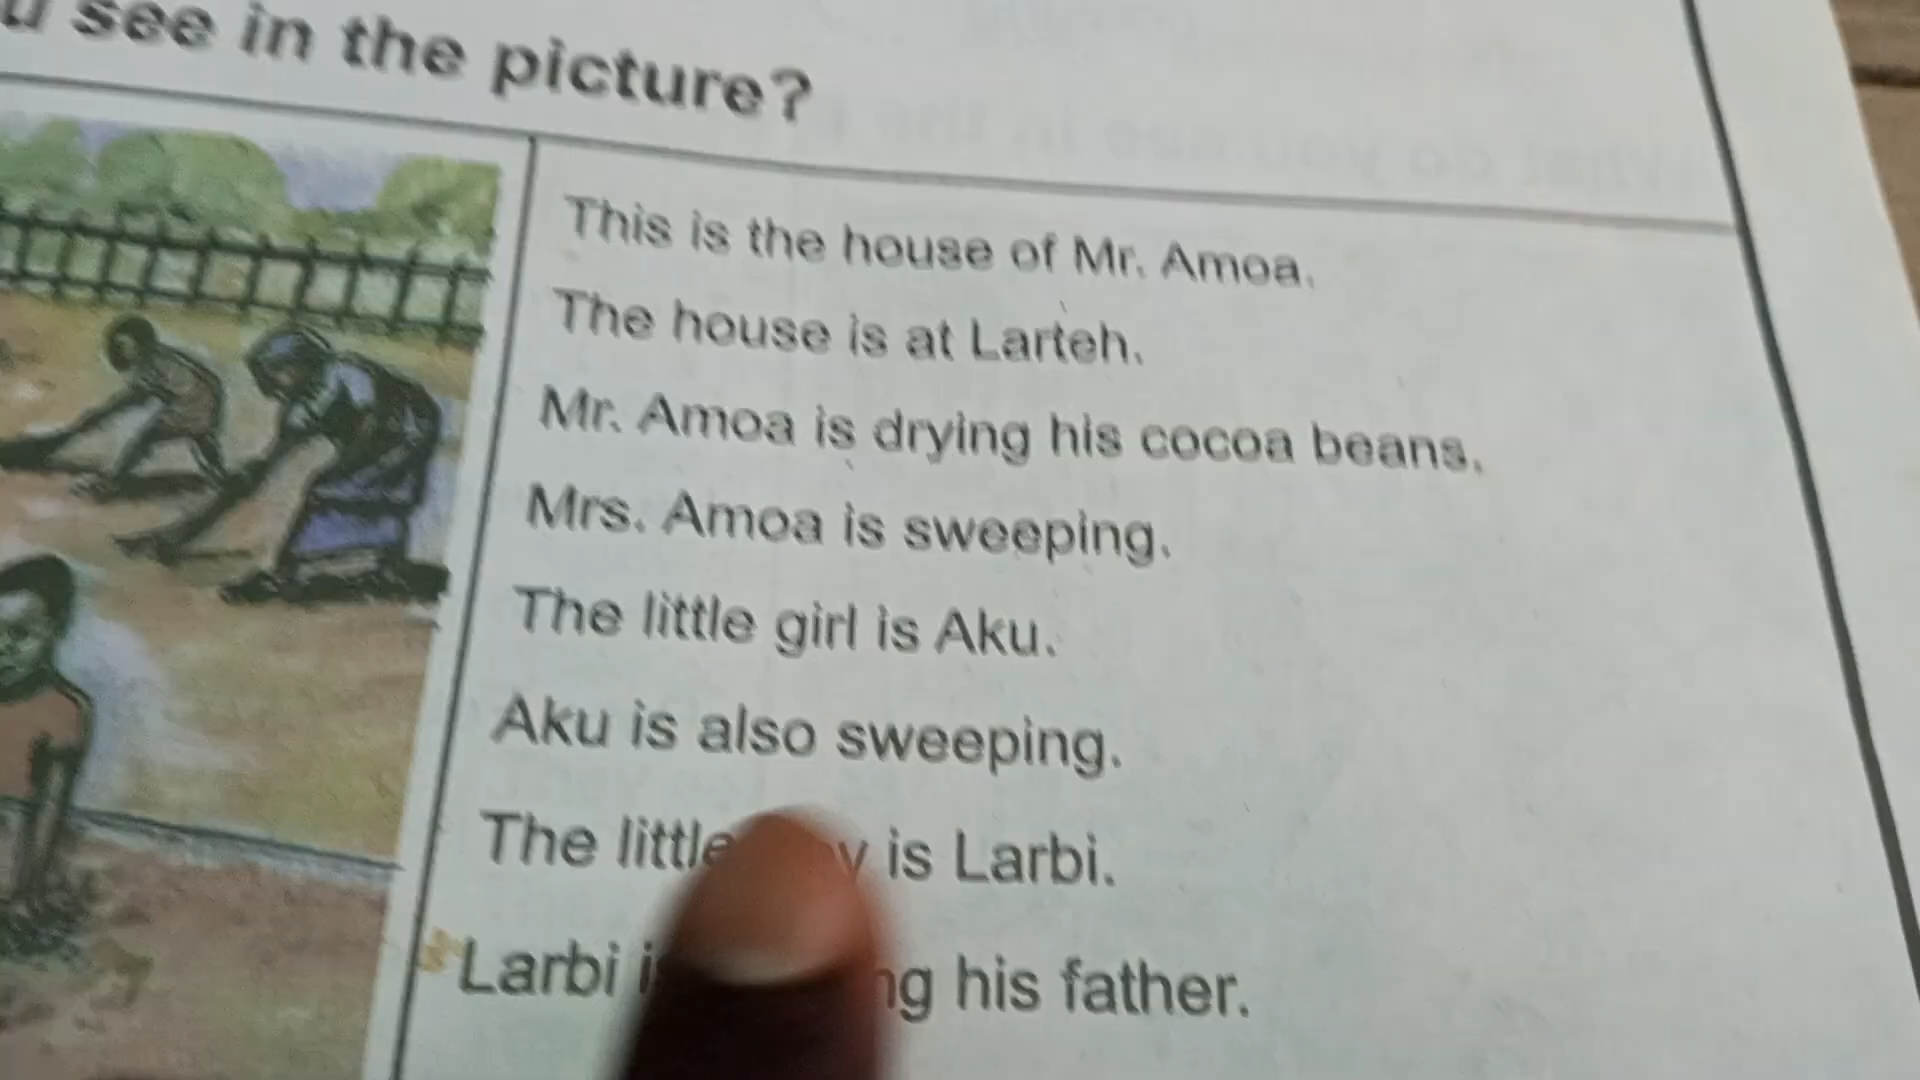 see in the picture?
This is the house of Mr. Amoa.
The house is at Larteh.
Mr. Amoa is drying his cocoa beans.
Mrs. Amoa is sweeping.
The little girl is Aku.
Aku is also sweeping.
The little is Larbi.
Larbi his father.